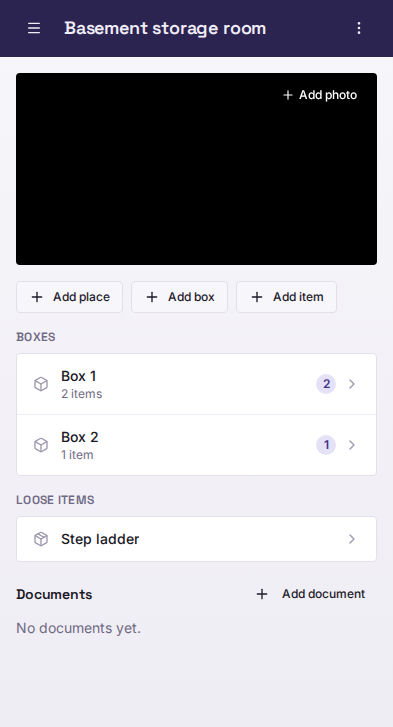 Basement storage room
Add photo
Add place
Add box
Add item
BOXES
Box 1
2 items
2
Box 2
1 item
1
LOOSE ITEMS
Step ladder
Documents
Add document
No documents yet.